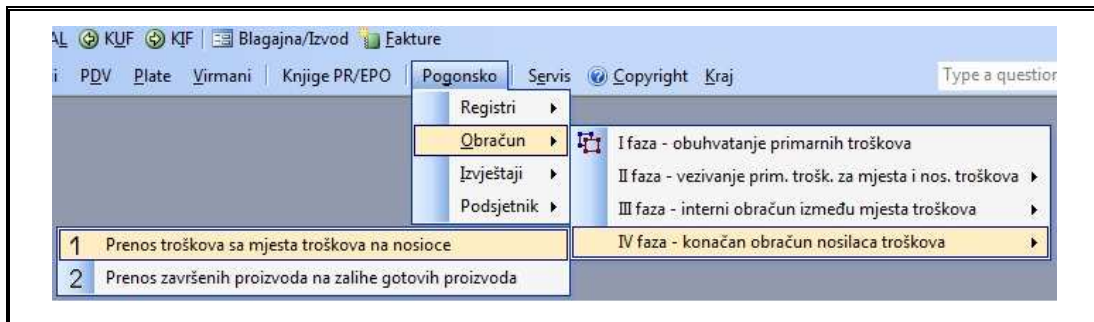 AL KUF KIF Blagajna/Izvod Fakture
i PDV Plate Virmani Knjige PR/EPO Pogonsko Servis Copyright Kraj Type a question
Registri
Obračun
Izvještaji
Podsjetnik
I faza - obuhvatanje primarnih troškova
II faza - vezivanje prim. trošk. za mjesta i nos. troškova
III faza - interni obračun između mjesta troškova
IV faza - konačan obračun nosilaca troškova
1 Prenos troškova sa mjesta troškova na nosioce
2 Prenos završenih proizvoda na zalihe gotovih proizvoda